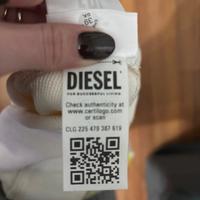 DIESEL
FOR SUCCESSFUL LIVING
Check authenticity at
www.certilogo.com
or scan
CLG 225 470 387 619